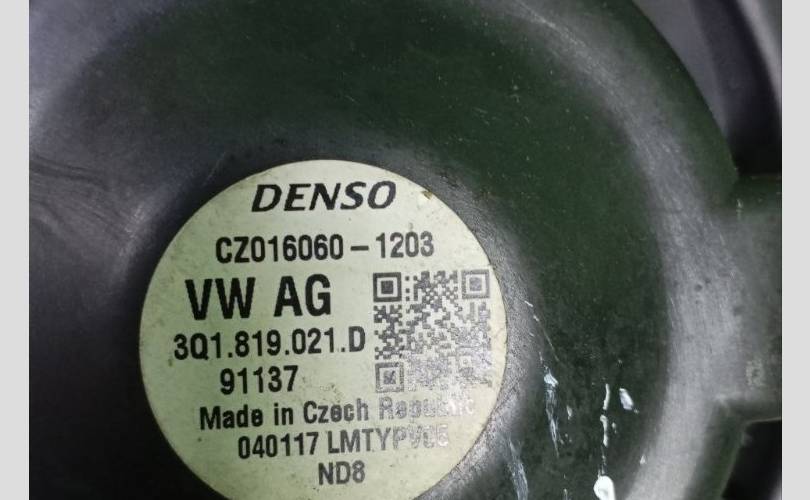 DENSO
CZ016060-1203
VW AG
3Q1.819.021.D
91137
Made in Czech Republic
040117 LMTYPV05
ND8